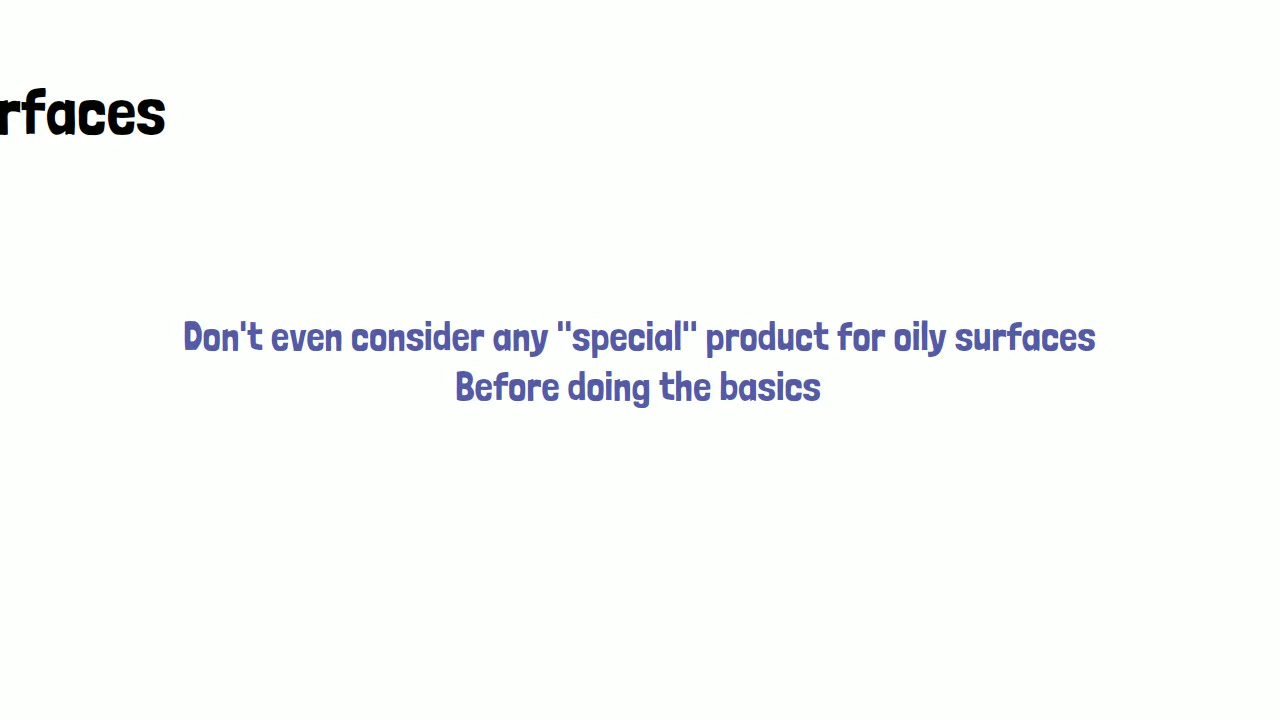 rfaces
Don't even consider any "special" product for oily surfaces
Before doing the basics